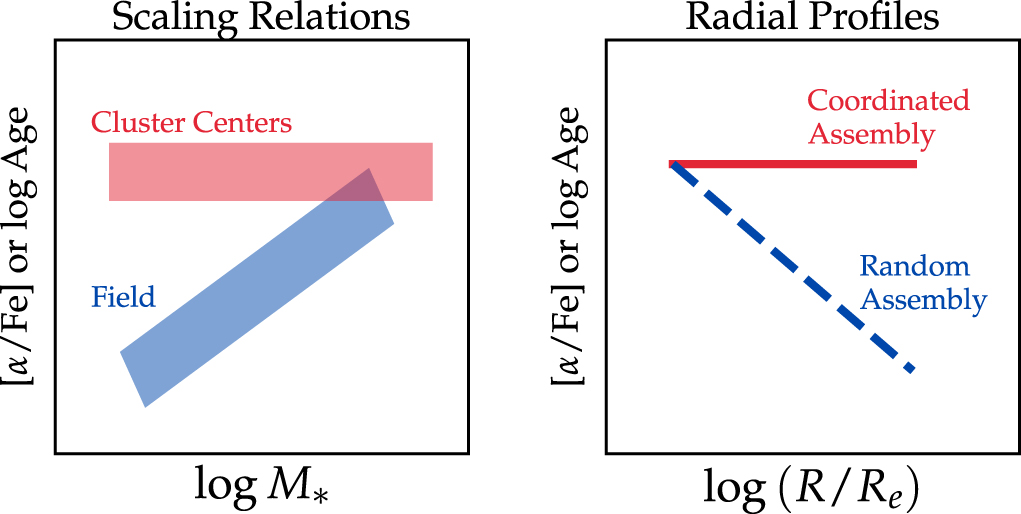 Scaling Relations
[α/Fe] or log Age
Cluster Centers
Field
log M*
Radial Profiles
[α/Fe] or log Age
Coordinated
Assembly
Random
Assembly
log (R/Re)